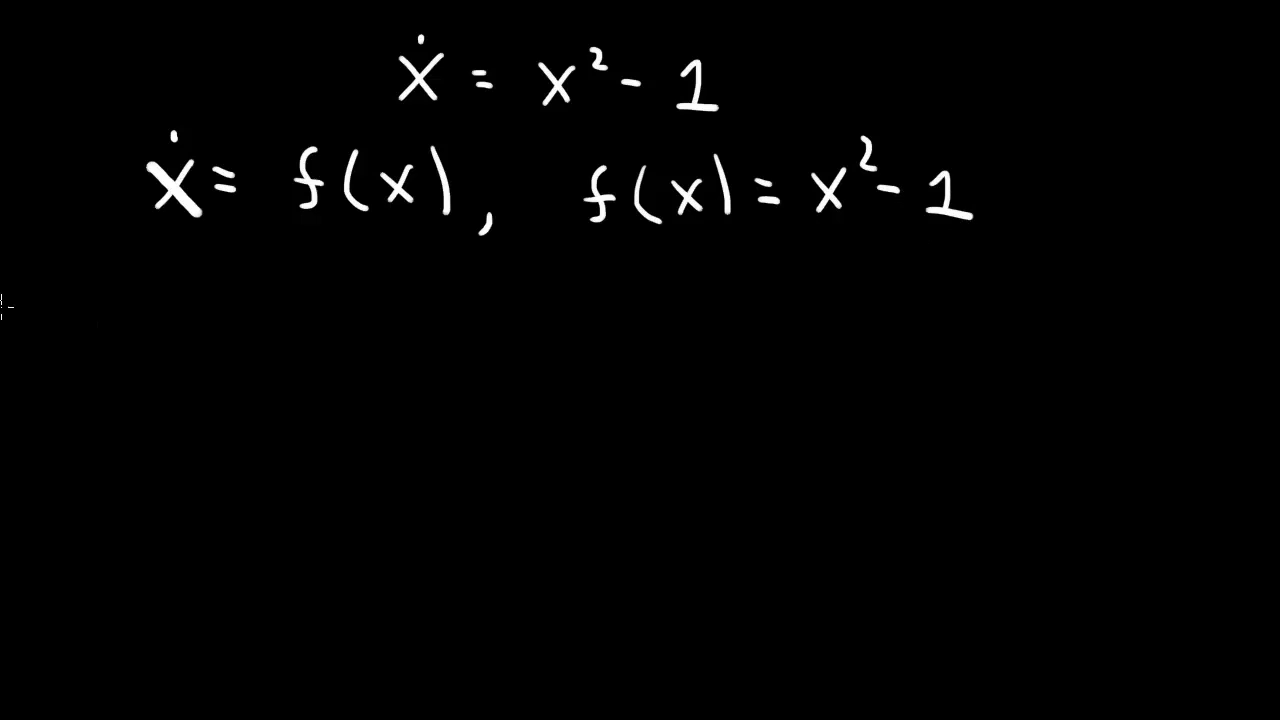 ẋ = x² - 1
ẋ = f(x), f(x) = x² - 1